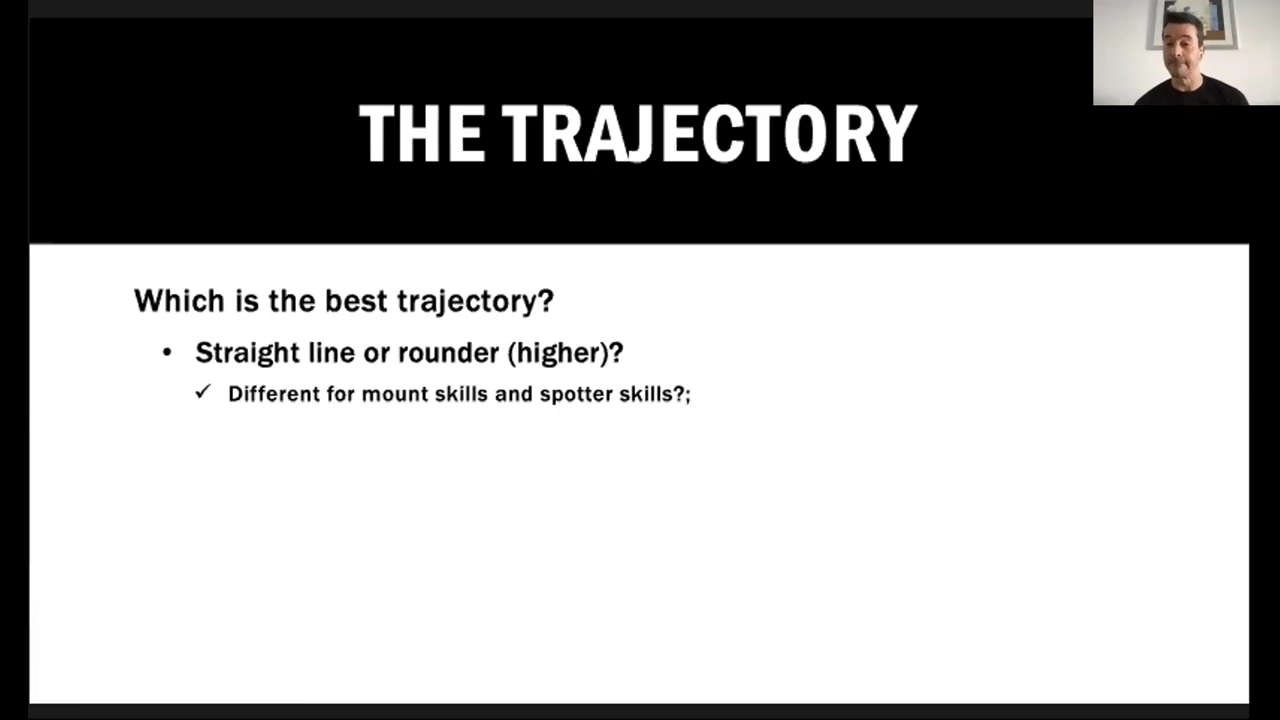 THE TRAJECTORY
Which is the best trajectory?
• Straight line or rounder (higher)?
✓ Different for mount skills and spotter skills?;